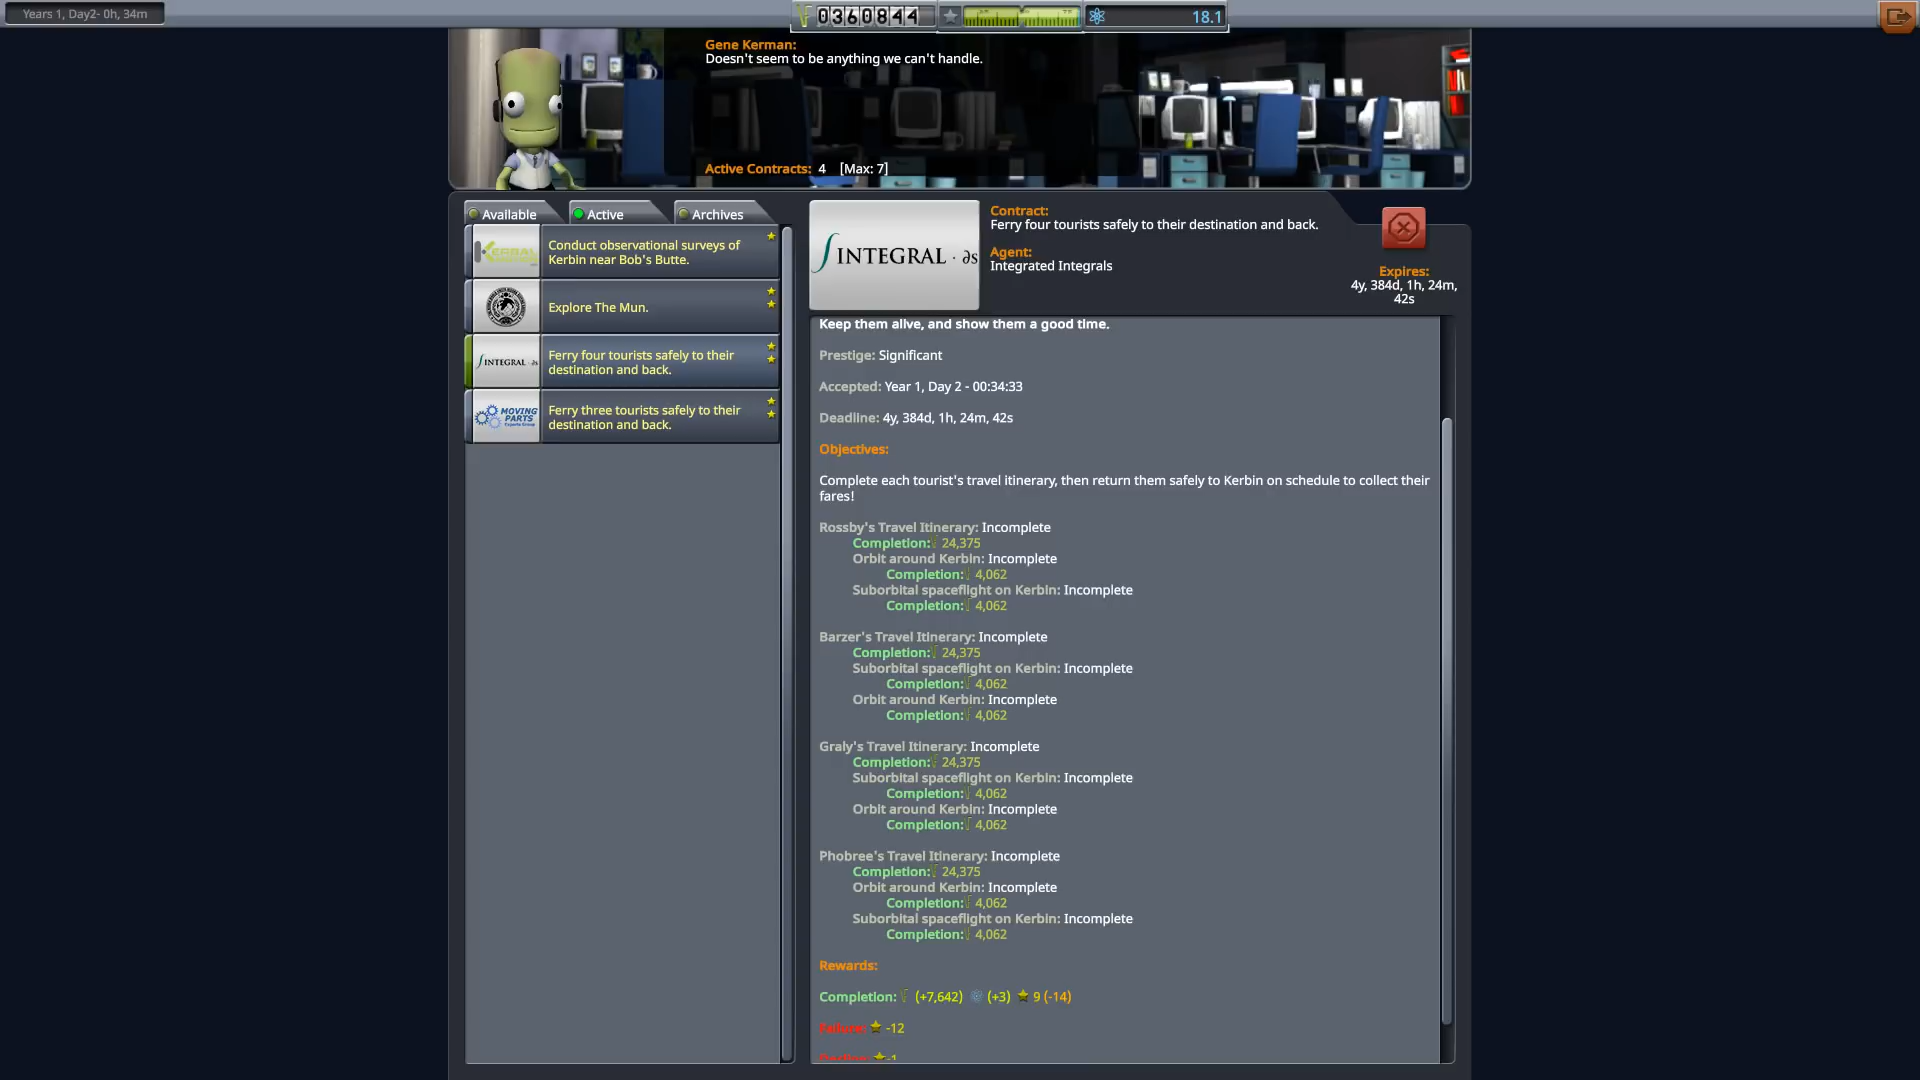 Years 1, Day2- 0h, 34m
0360844
18.1
Gene Kerman:
Doesn't seem to be anything we can't handle.
Active Contracts: 4 [Max: 7]
Available
Active
Archives
Conduct observational surveys of
Kerbin near Bob's Butte.
Explore The Mun.
INTEGRAL · ∂s
Ferry four tourists safely to their
destination and back.
MOVING
PARTS
Experts Group
Ferry three tourists safely to their
destination and back.
∫INTEGRAL · ∂s
Contract:
Ferry four tourists safely to their destination and back.
Agent:
Integrated Integrals
Expires:
4y, 384d, 1h, 24m,
42s
Keep them alive, and show them a good time.
Prestige: Significant
Accepted: Year 1, Day 2 - 00:34:33
Deadline: 4y, 384d, 1h, 24m, 42s
Objectives:
Complete each tourist's travel itinerary, then return them safely to Kerbin on schedule to collect their
fares!
Rossby's Travel Itinerary: Incomplete
Completion: 24,375
Orbit around Kerbin: Incomplete
Completion: 4,062
Suborbital spaceflight on Kerbin: Incomplete
Completion: 4,062
Barzer's Travel Itinerary: Incomplete
Completion: 24,375
Suborbital spaceflight on Kerbin: Incomplete
Completion: 4,062
Orbit around Kerbin: Incomplete
Completion: 4,062
Graly's Travel Itinerary: Incomplete
Completion: 24,375
Suborbital spaceflight on Kerbin: Incomplete
Completion: 4,062
Orbit around Kerbin: Incomplete
Completion: 4,062
Phobree's Travel Itinerary: Incomplete
Completion: 24,375
Orbit around Kerbin: Incomplete
Completion: 4,062
Suborbital spaceflight on Kerbin: Incomplete
Completion: 4,062
Rewards:
Completion: (+7,642) (+3) 9 (-14)
Failure: -12